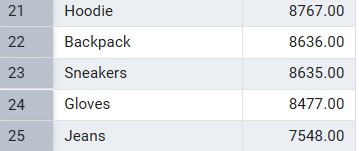 21 Hoodie 8767.00
22 Backpack 8636.00
23 Sneakers 8635.00
24 Gloves 8477.00
25 Jeans 7548.00